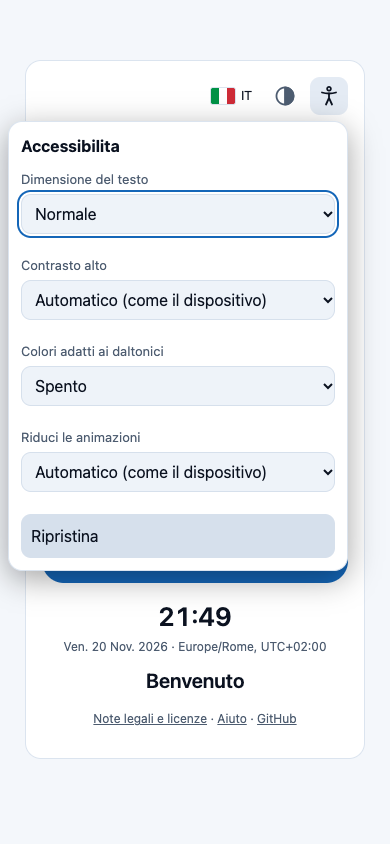 IT
Accessibilita
Dimensione del testo
Normale
Contrasto alto
Automatico (come il dispositivo)
Colori adatti ai daltonici
Spento
Riduci le animazioni
Automatico (come il dispositivo)
Ripristina
21:49
Ven. 20 Nov. 2026 · Europe/Rome, UTC+02:00
Benvenuto
Note legali e licenze · Aiuto · GitHub